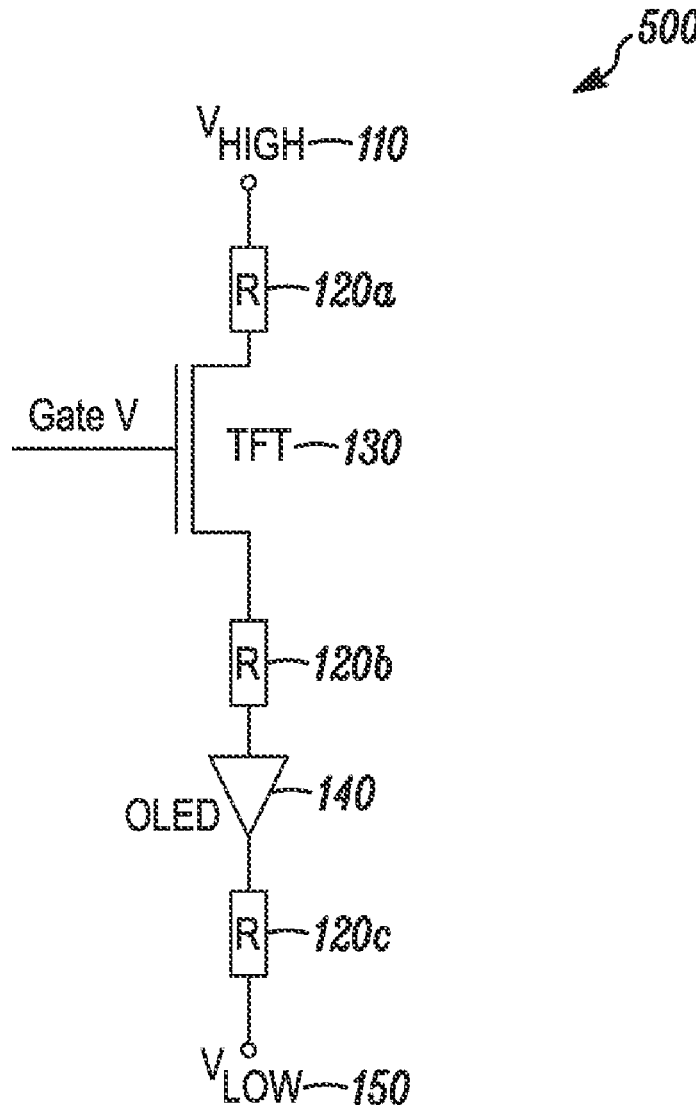 500
VHIGH 110
R 120a
Gate V
TFT 130
R 120b
140
OLED
R 120c
VLOW 150